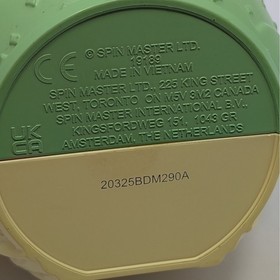 © SPIN MASTER LTD.
19189
CE MADE IN VIETNAM
SPIN MASTER LTD., 225 KING STREET
WEST, TORONTO ON M5V 3M2 CANADA
SPIN MASTER INTERNATIONAL B.V.,
KINGSFORDWEG 151, 1043 GR
UK CA AMSTERDAM, THE NETHERLANDS
20325BDM290A